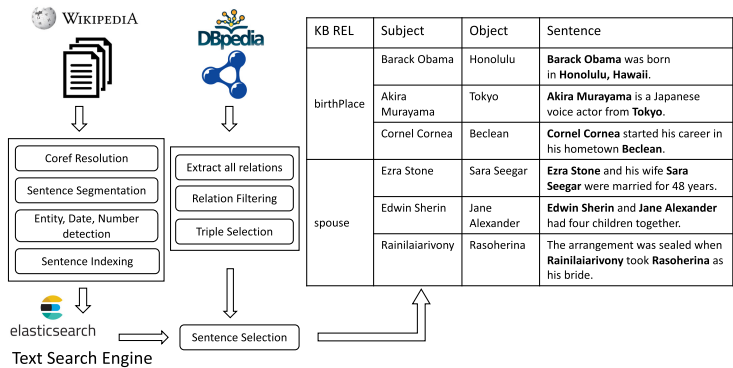 WIKIPEDIA
DBpedia
Coref Resolution
Sentence Segmentation
Entity, Date, Number
detection
Sentence Indexing
Extract all relations
Relation Filtering
Triple Selection
elasticsearch
Text Search Engine
Sentence Selection
KB REL Subject Object Sentence
birthPlace
Barack Obama Honolulu Barack Obama was born
in Honolulu, Hawaii.
Akira Tokyo Akira Murayama is a Japanese
Murayama voice actor from Tokyo.
Cornel Cornea Beclean Cornel Cornea started his career in
his hometown Beclean.
spouse
Ezra Stone Sara Seegar Ezra Stone and his wife Sara
Seegar were married for 48 years.
Edwin Sherin Jane Edwin Sherin and Jane Alexander
Alexander had four children together.
Rainilaiarivony Rasoherina The arrangement was sealed when
Rainilaiarivony took Rasoherina as
his bride.